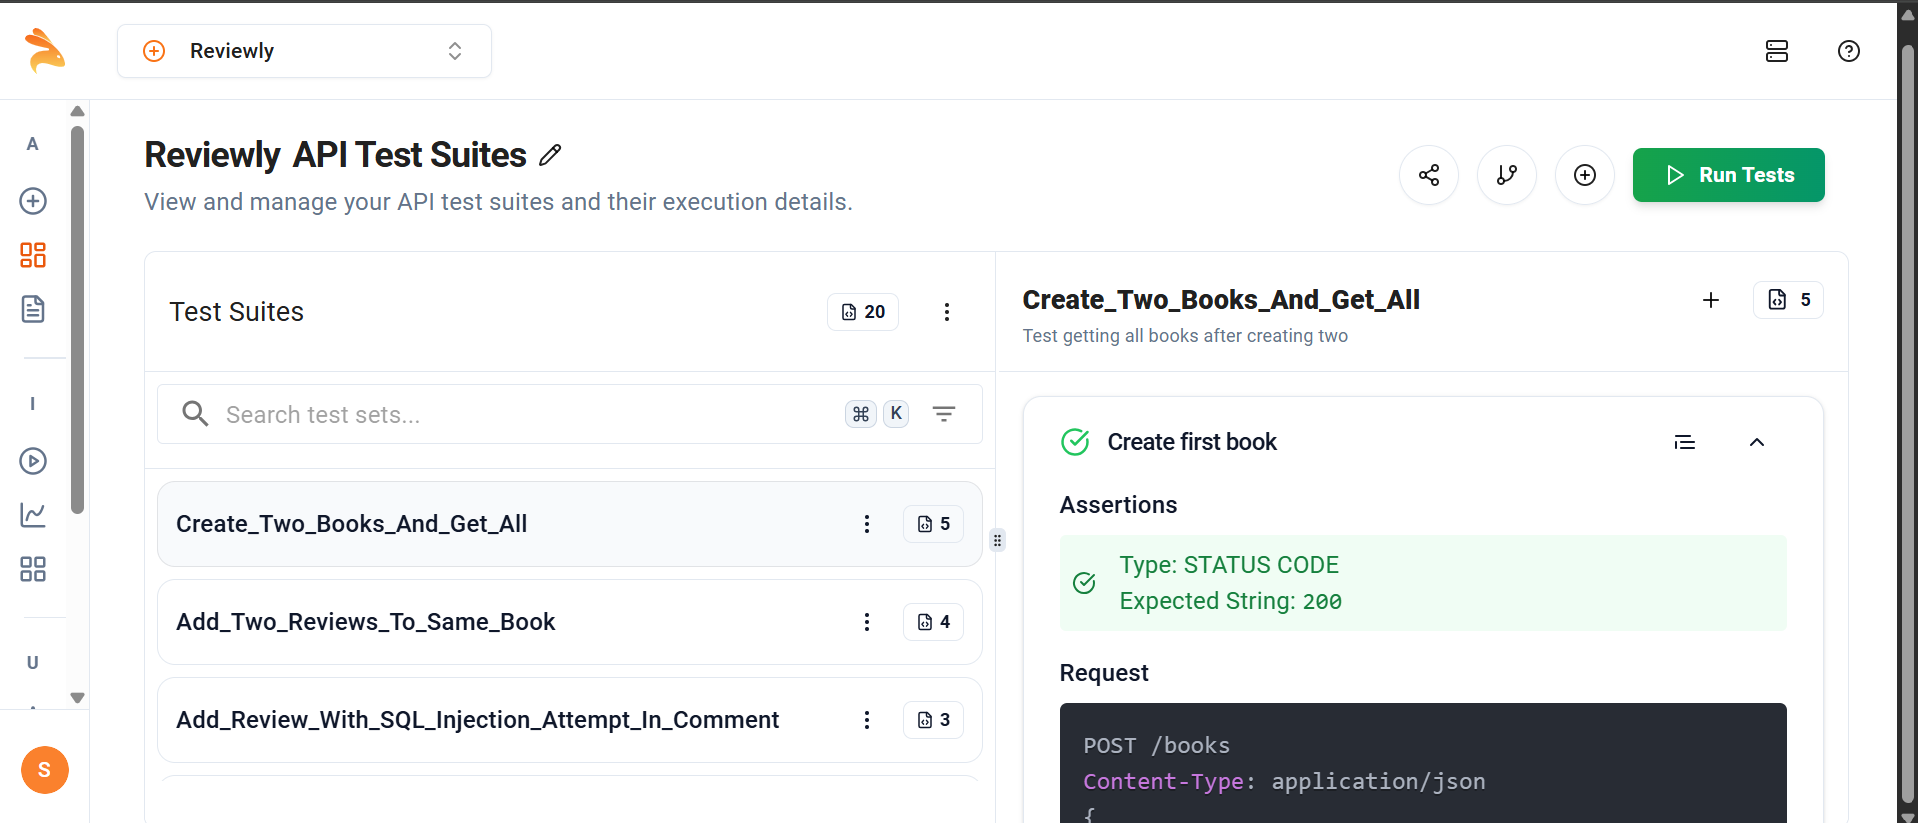 Reviewly
A
I
U
S
Reviewly API Test Suites
View and manage your API test suites and their execution details.
Run Tests
Test Suites
20
Search test sets...
⌘ K
Create_Two_Books_And_Get_All
5
Add_Two_Reviews_To_Same_Book
4
Add_Review_With_SQL_Injection_Attempt_In_Comment
3
Create_Two_Books_And_Get_All
5
Test getting all books after creating two
Create first book
Assertions
Type: STATUS CODE
Expected String: 200
Request
POST /books
Content-Type: application/json
{